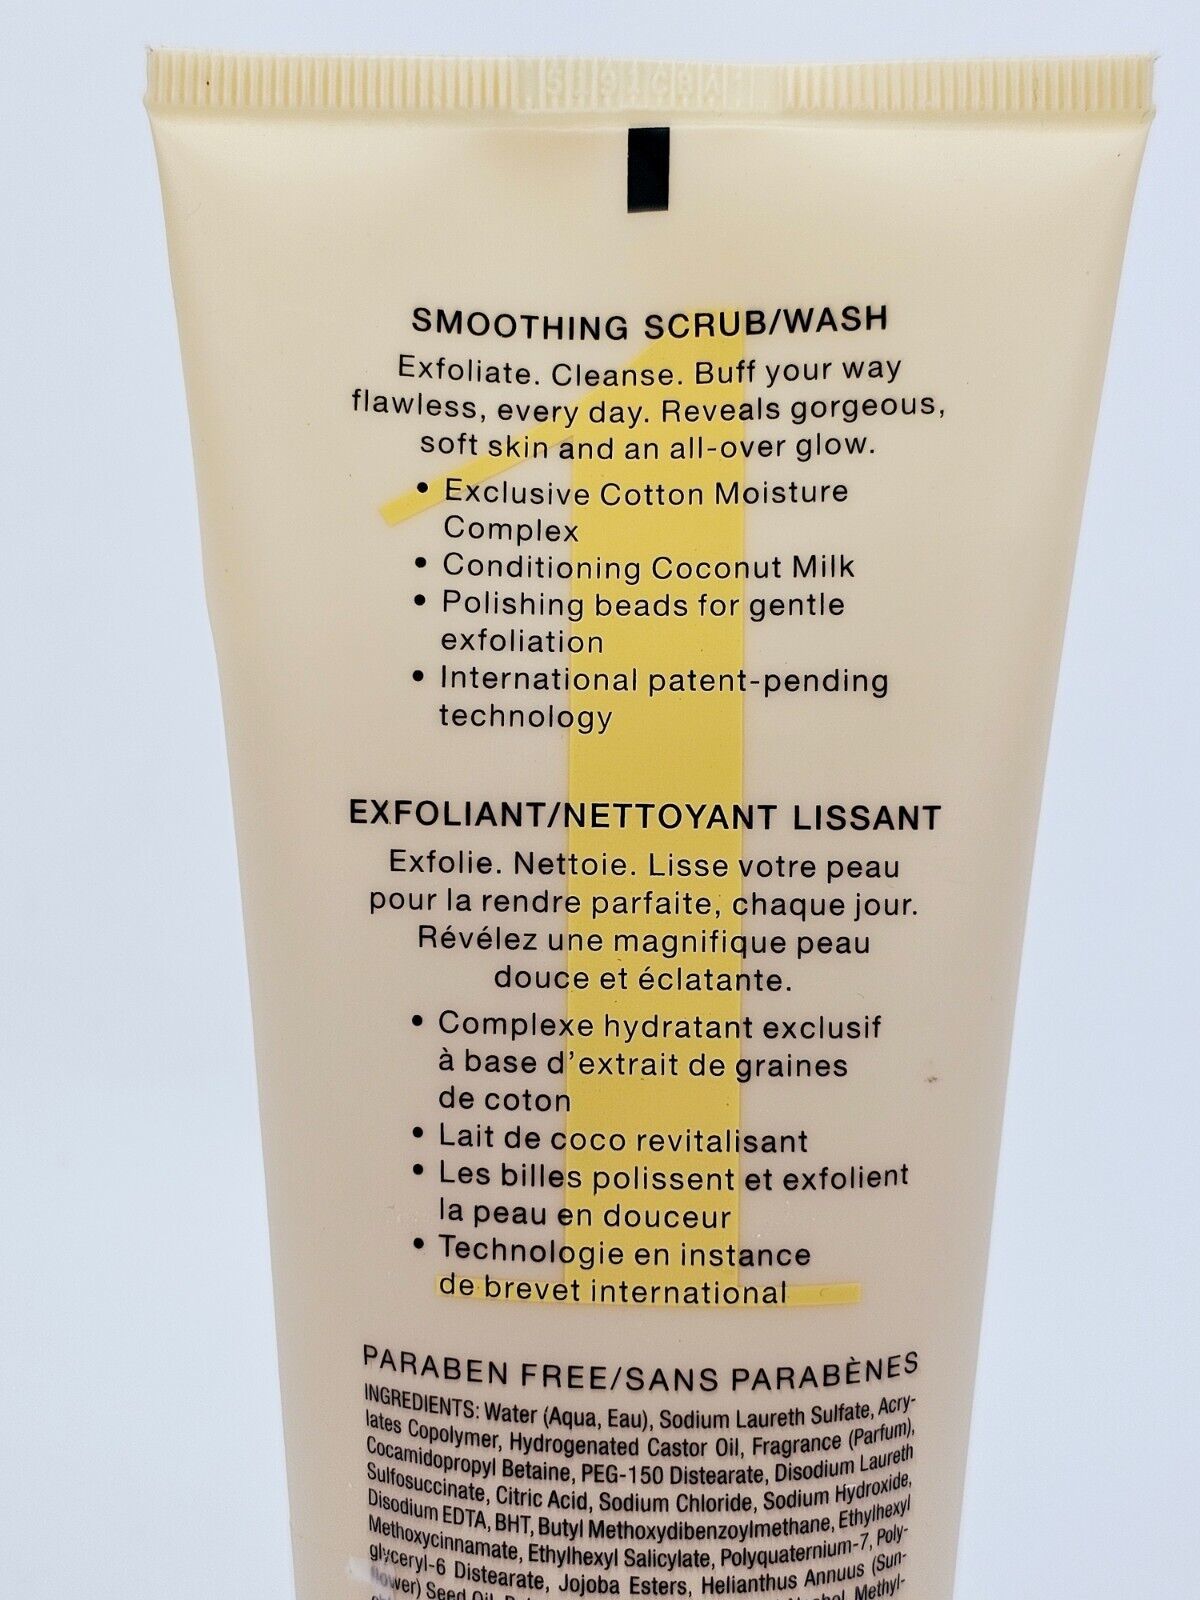 SMOOTHING SCRUB/WASH
Exfoliate. Cleanse. Buff your way
flawless, every day. Reveals gorgeous,
soft skin and an all-over glow.
• Exclusive Cotton Moisture
Complex
• Conditioning Coconut Milk
• Polishing beads for gentle
exfoliation
• International patent-pending
technology
1
EXFOLIANT/NETTOYANT LISSANT
Exfolie. Nettoie. Lisse votre peau
pour la rendre parfaite, chaque jour.
Révélez une magnifique peau
douce et éclatante.
• Complexe hydratant exclusif
à base d'extrait de graines
de coton
• Lait de coco revitalisant
• Les billes polissent et exfolient
la peau en douceur
• Technologie en instance
de brevet international
PARABEN FREE/SANS PARABÈNES
INGREDIENTS: Water (Aqua, Eau), Sodium Laureth Sulfate, Acry-
lates Copolymer, Hydrogenated Castor Oil, Fragrance (Parfum),
Cocamidopropyl Betaine, PEG-150 Distearate, Disodium Laureth
Sulfosuccinate, Citric Acid, Sodium Chloride, Sodium Hydroxide,
Disodium EDTA, BHT, Butyl Methoxydibenzoylmethane, Ethylhexyl
Methoxycinnamate, Ethylhexyl Salicylate, Polyquaternium-7, Poly-
glyceryl-6 Distearate, Jojoba Esters, Helianthus Annuus (Sun-
flower) Seed Oil,
Methyl-